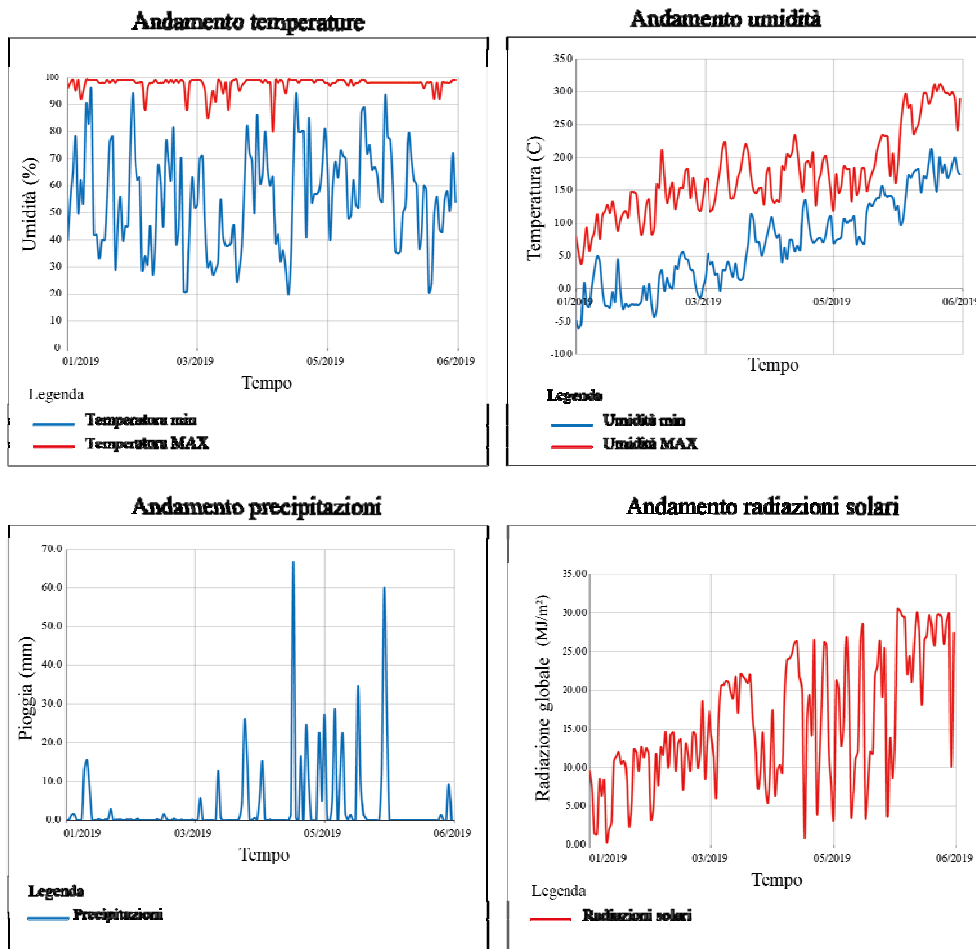 Andamento temperature
Umidità (%)
100
90
80
70
60
50
40
30
20
10
0
01/2019
03/2019
05/2019
06/2019
Tempo
Legenda
Temperatura min
Temperatura MAX
Andamento umidità
Temperatura (C)
35.0
30.0
25.0
20.0
15.0
10.0
5.0
0.0
-5.0
-10.0
01/2019
03/2019
05/2019
06/2019
Tempo
Legenda
Umidità min
Umidità MAX
Andamento precipitazioni
Pioggia (mm)
70.0
60.0
50.0
40.0
30.0
20.0
10.0
0.0
01/2019
03/2019
05/2019
06/2019
Tempo
Legenda
Precipitazioni
Andamento radiazioni solari
Radiazione globale (MJ/m²)
35.00
30.00
25.00
20.00
15.00
10.00
5.00
0.00
01/2019
03/2019
05/2019
06/2019
Tempo
Legenda
Radiazioni solari